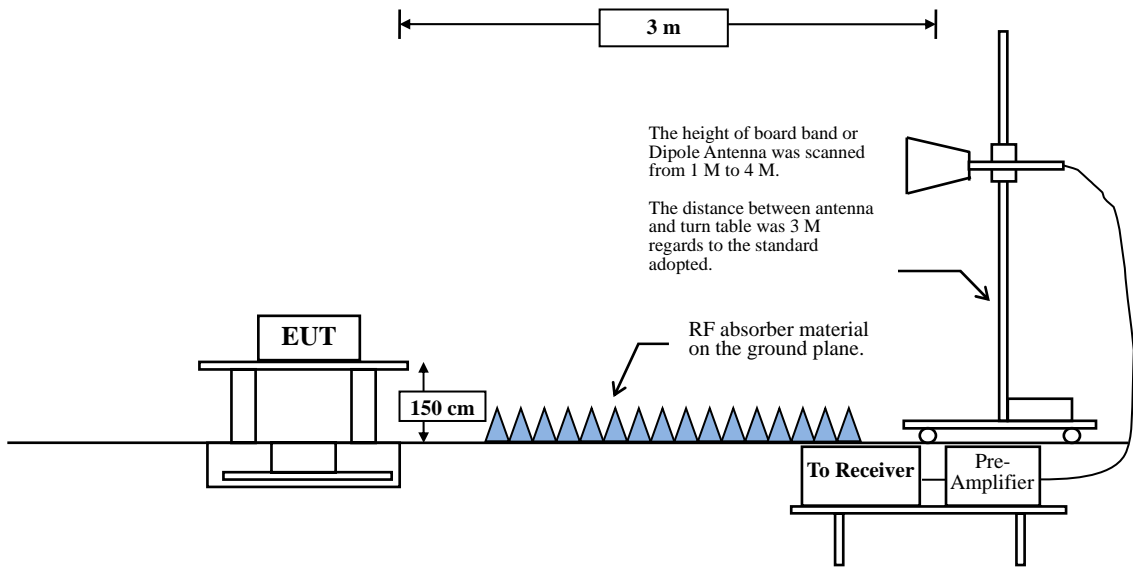 3 m
The height of board band or
Dipole Antenna was scanned
from 1 M to 4 M.
The distance between antenna
and turn table was 3 M
regards to the standard
adopted.
EUT
RF absorber material
on the ground plane.
150 cm
To Receiver
Pre-
Amplifier